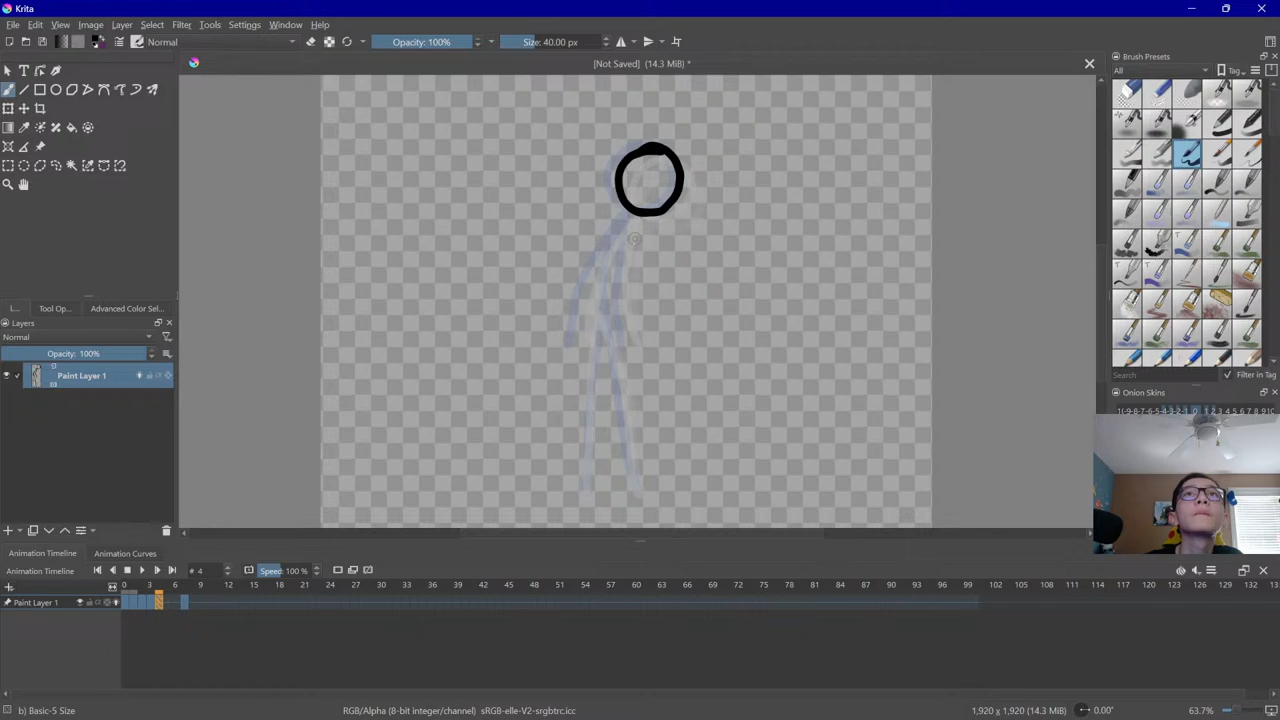 Krita
File Edit View Image Layer Select Filter Tools Settings Window Help
Normal Opacity: 100% Size: 40.00 px
[Not Saved] (14.3 MiB) *
Brush Presets
All Tag
L... Tool Op... Advanced Color Sel...
Layers
Normal
Opacity: 100%
Paint Layer 1
Search Filter in Tag
Onion Skins
Animation Timeline Animation Curves
Animation Timeline # 4 Speed: 100 %
0 3 6 9 12 15 18 21 24 27 30 33 36 39 42 45 48 51 54 57 60 63 66 69 72 75 78 81 84 87 90 93 96 99 102 105 108 111 114 117 120 123 126 129 132
Paint Layer 1
b) Basic-5 Size RGB/Alpha (8-bit integer/channel) sRGB-elle-V2-srgbtrc.icc 1,920 x 1,920 (14.3 MiB) 0.00° 63.7%